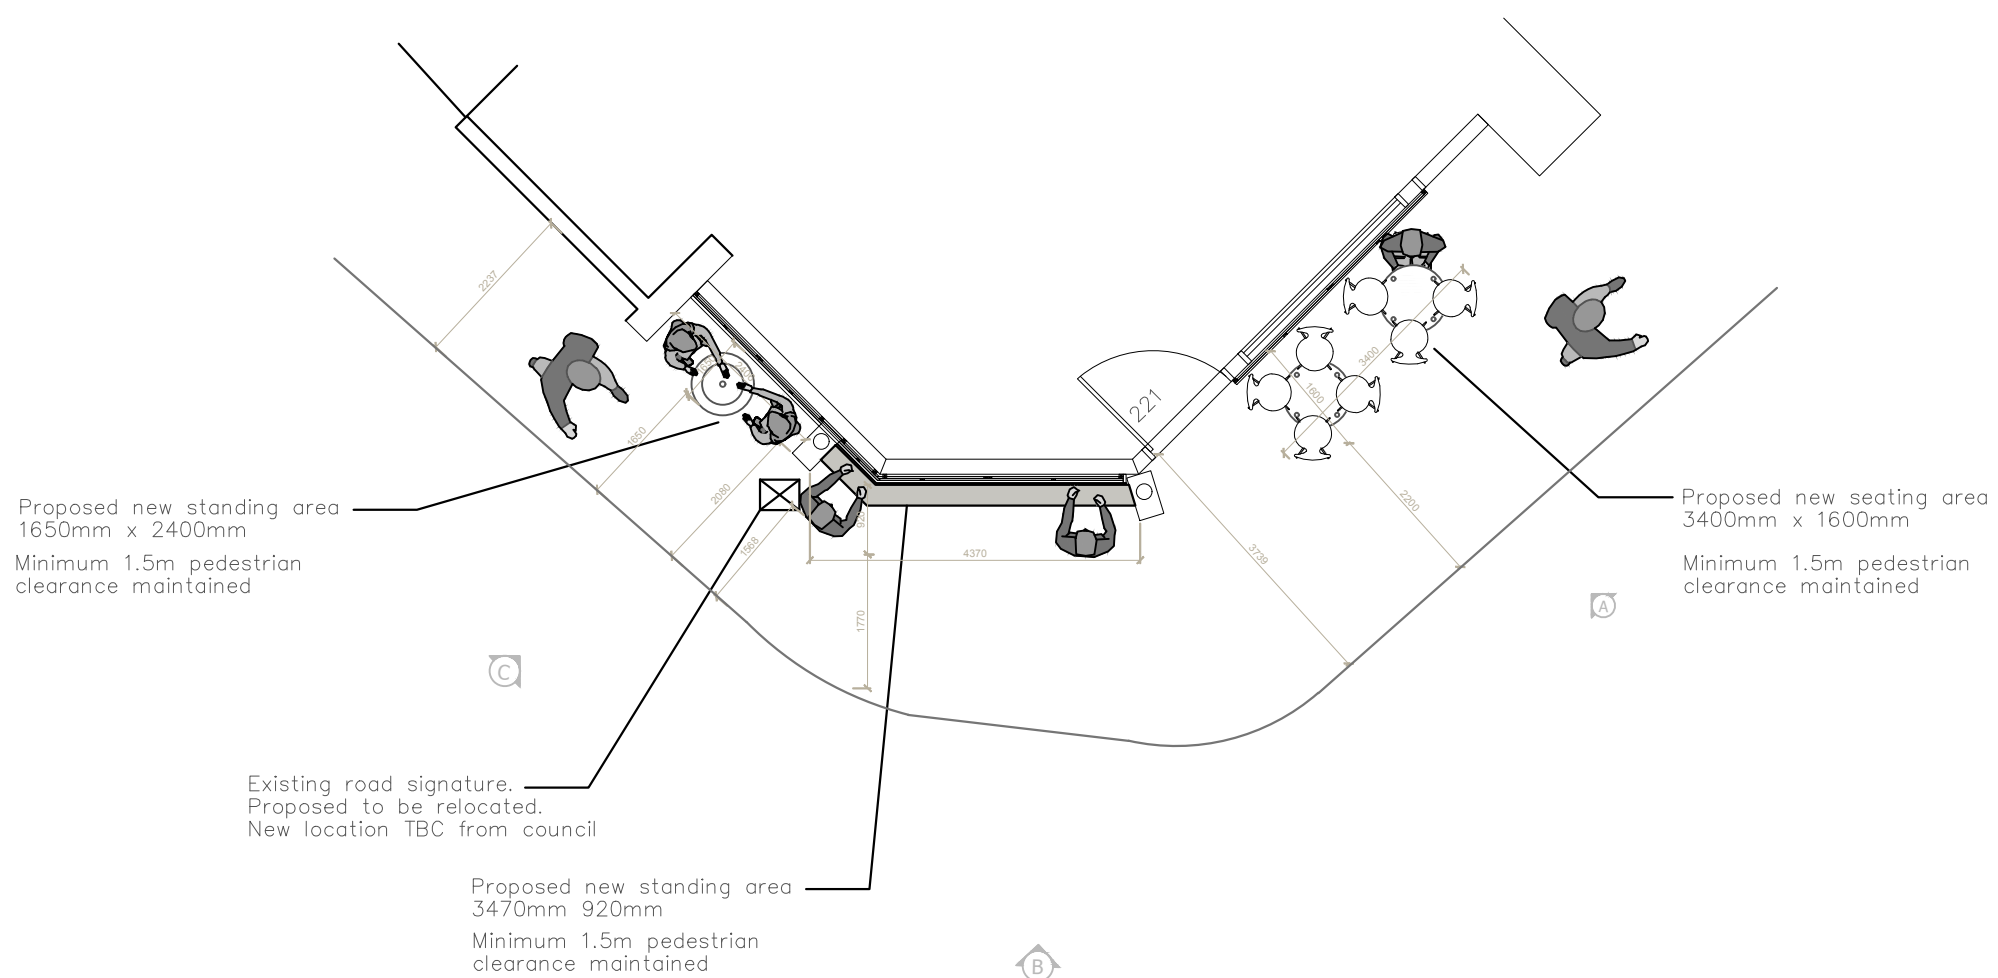 2237
1650
2400
1650
2080
1568
920
1770
4370
221
3400
1600
2200
3739
Proposed new standing area
1650mm x 2400mm
Minimum 1.5m pedestrian
clearance maintained
Proposed new seating area
3400mm x 1600mm
Minimum 1.5m pedestrian
clearance maintained
A
C
Existing road signature.
Proposed to be relocated.
New location TBC from council
Proposed new standing area
3470mm 920mm
Minimum 1.5m pedestrian
clearance maintained
B